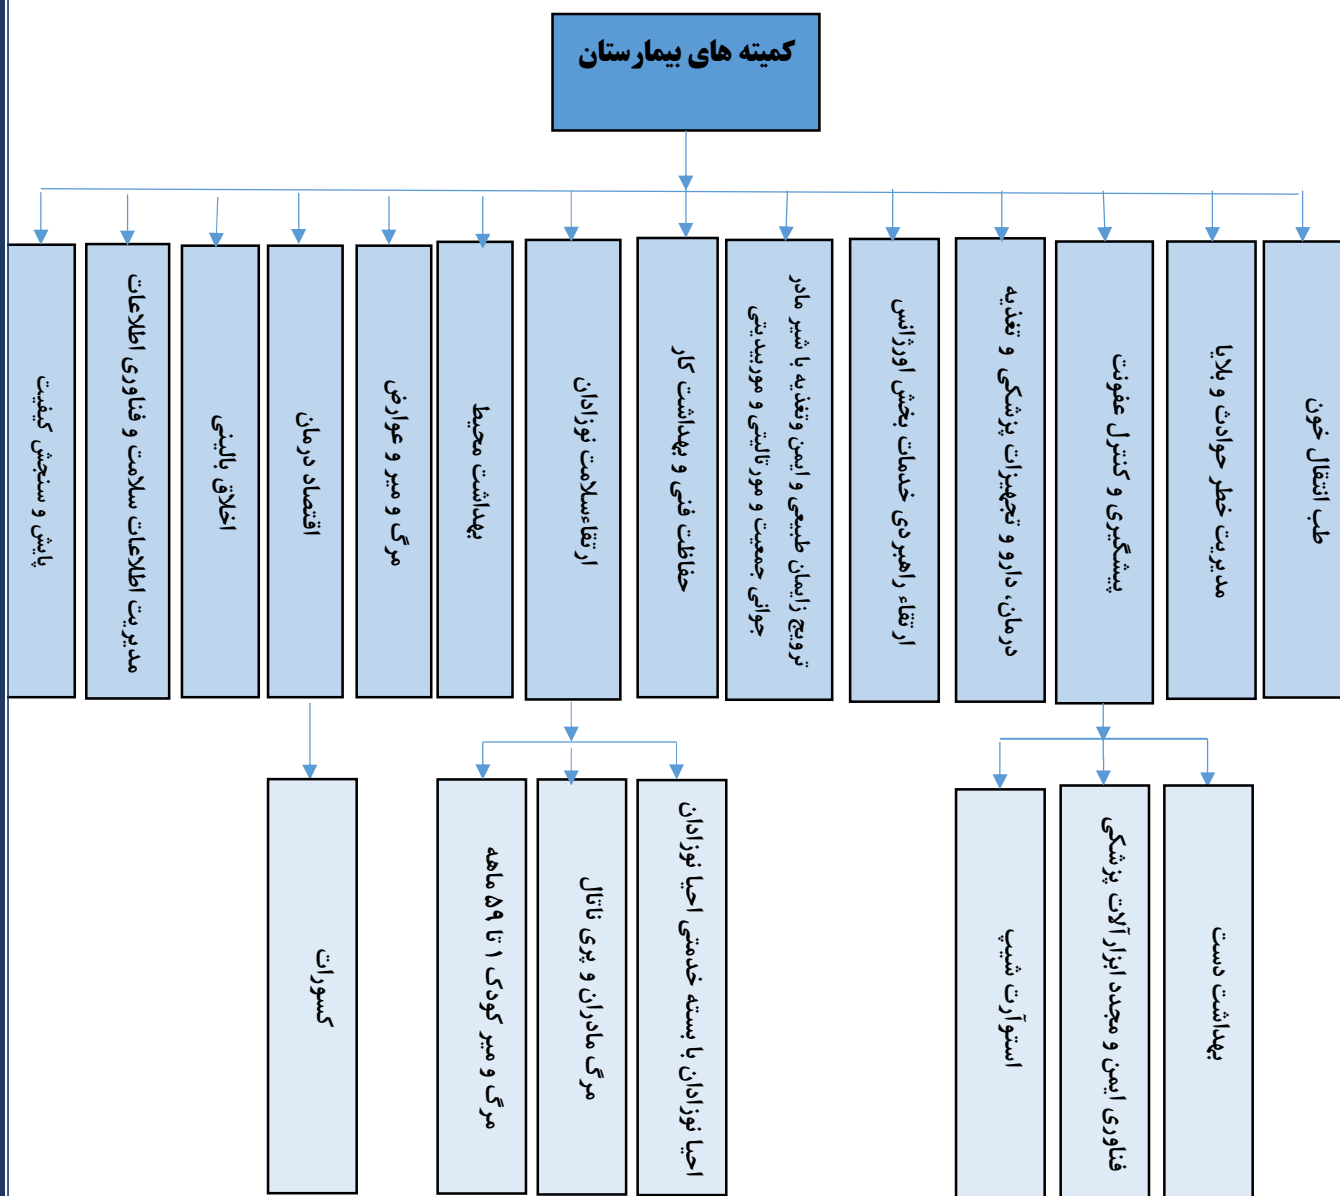 کمیته های بیمارستان
طب انتقال خون
مدیریت خطر حوادث و بلایا
پیشگیری و کنترل عفونت
درمان، دارو و تجهیزات پزشکی و تغذیه
ارتقاء راهبردی خدمات بخش اورژانس
ترویج زایمان طبیعی و ایمن وتغذیه با شیر مادر
جوانی جمعیت و مورتالیتی و موربیدیتی
حفاظت فنی و بهداشت کار
ارتقاءسلامت نوزادان
بهداشت محیط
مرگ و میر و عوارض
اقتصاد درمان
اخلاق بالینی
مدیریت اطلاعات سلامت و فناوری اطلاعات
پایش و سنجش کیفیت
بهداشت دست
فناوری ایمن و مجدد ابزارآلات پزشکی
استوآرت شیپ
احیا نوزادان با بسته خدمتی احیا نوزادان
مرگ مادران و پری ناتال
مرگ و میر کودک ۱ تا ۵۹ ماهه
کسورات